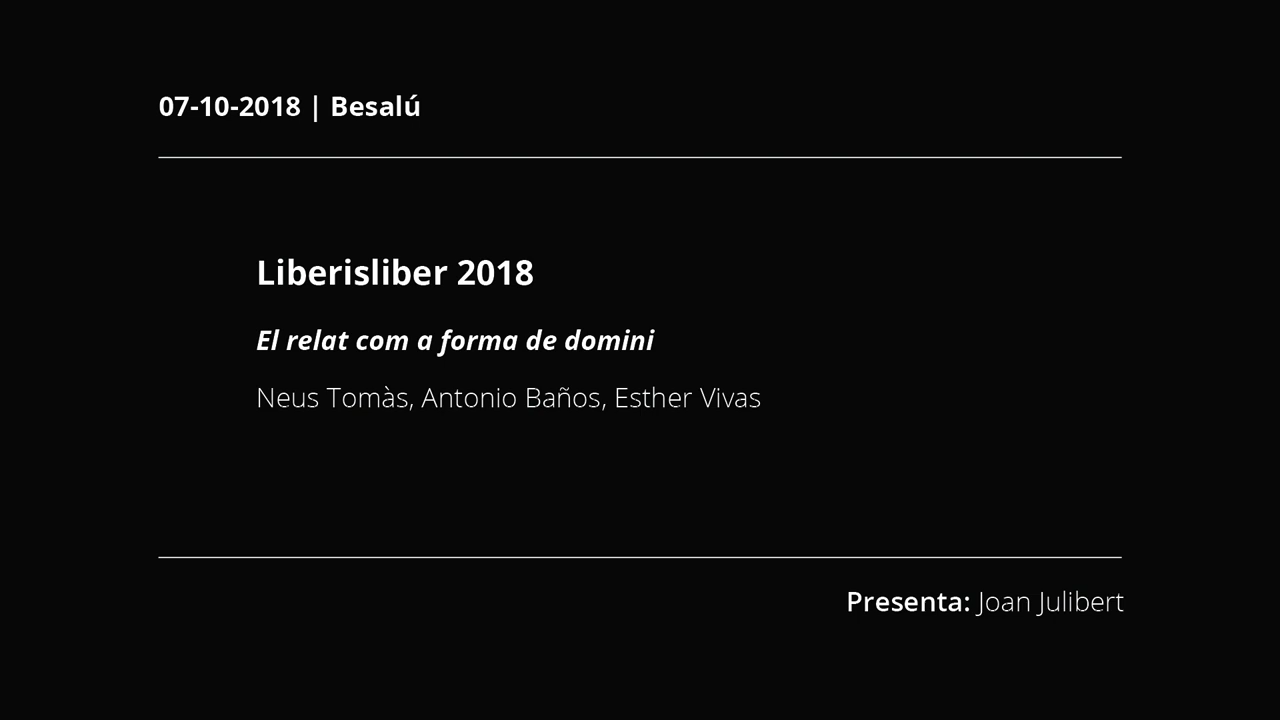 07-10-2018 | Besalú
Liberisliber 2018
El relat com a forma de domini
Neus Tomàs, Antonio Baños, Esther Vivas
Presenta: Joan Julibert